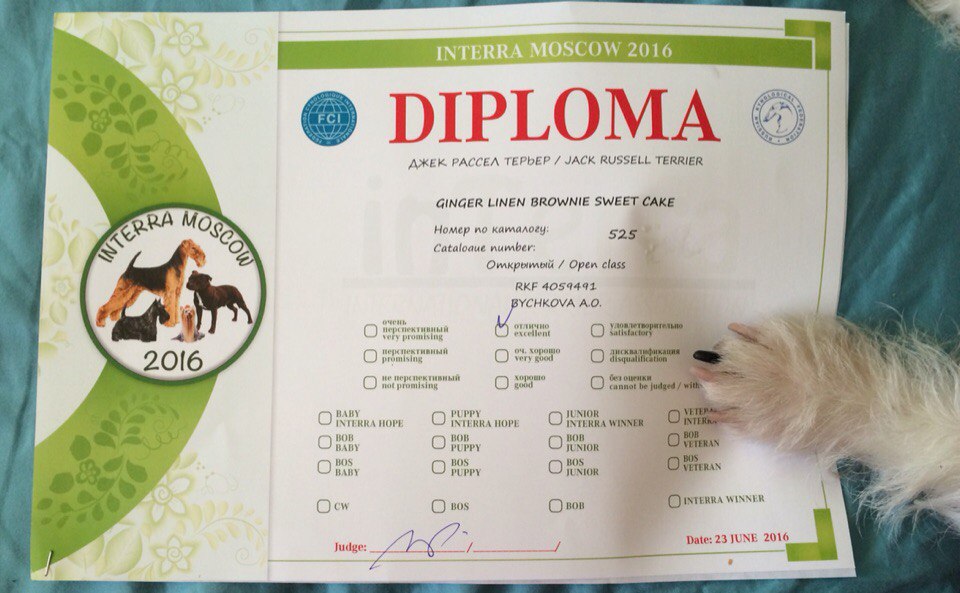 INTERRA MOSCOW 2016
FCI
DIPLOMA
ДЖЕК РАССЕЛ ТЕРЬЕР / JACK RUSSELL TERRIER
GINGER LINEN BROWNIE SWEET CAKE
Номер по каталогу:
525
Catalogue number:
Открытый / Open class
RKF 4059491
BYCHKOVA A.O.
INTERRA MOSCOW
2016
очень
перспективный
very promising
отлично
excellent
удовлетворительно
satisfactory
перспективный
promising
оч. хорошо
very good
дисквалификация
disqualification
не перспективный
not promising
хорошо
good
без оценки
cannot be judged / with
BABY
INTERRA HOPE
PUPPY
INTERRA HOPE
JUNIOR
INTERRA WINNER
BOB
BABY
BOB
PUPPY
BOB
JUNIOR
BOB
VETERAN
BOS
BABY
BOS
PUPPY
BOS
JUNIOR
BOS
VETERAN
CW
BOS
BOB
INTERRA WINNER
Judge:
Date: 23 JUNE 2016